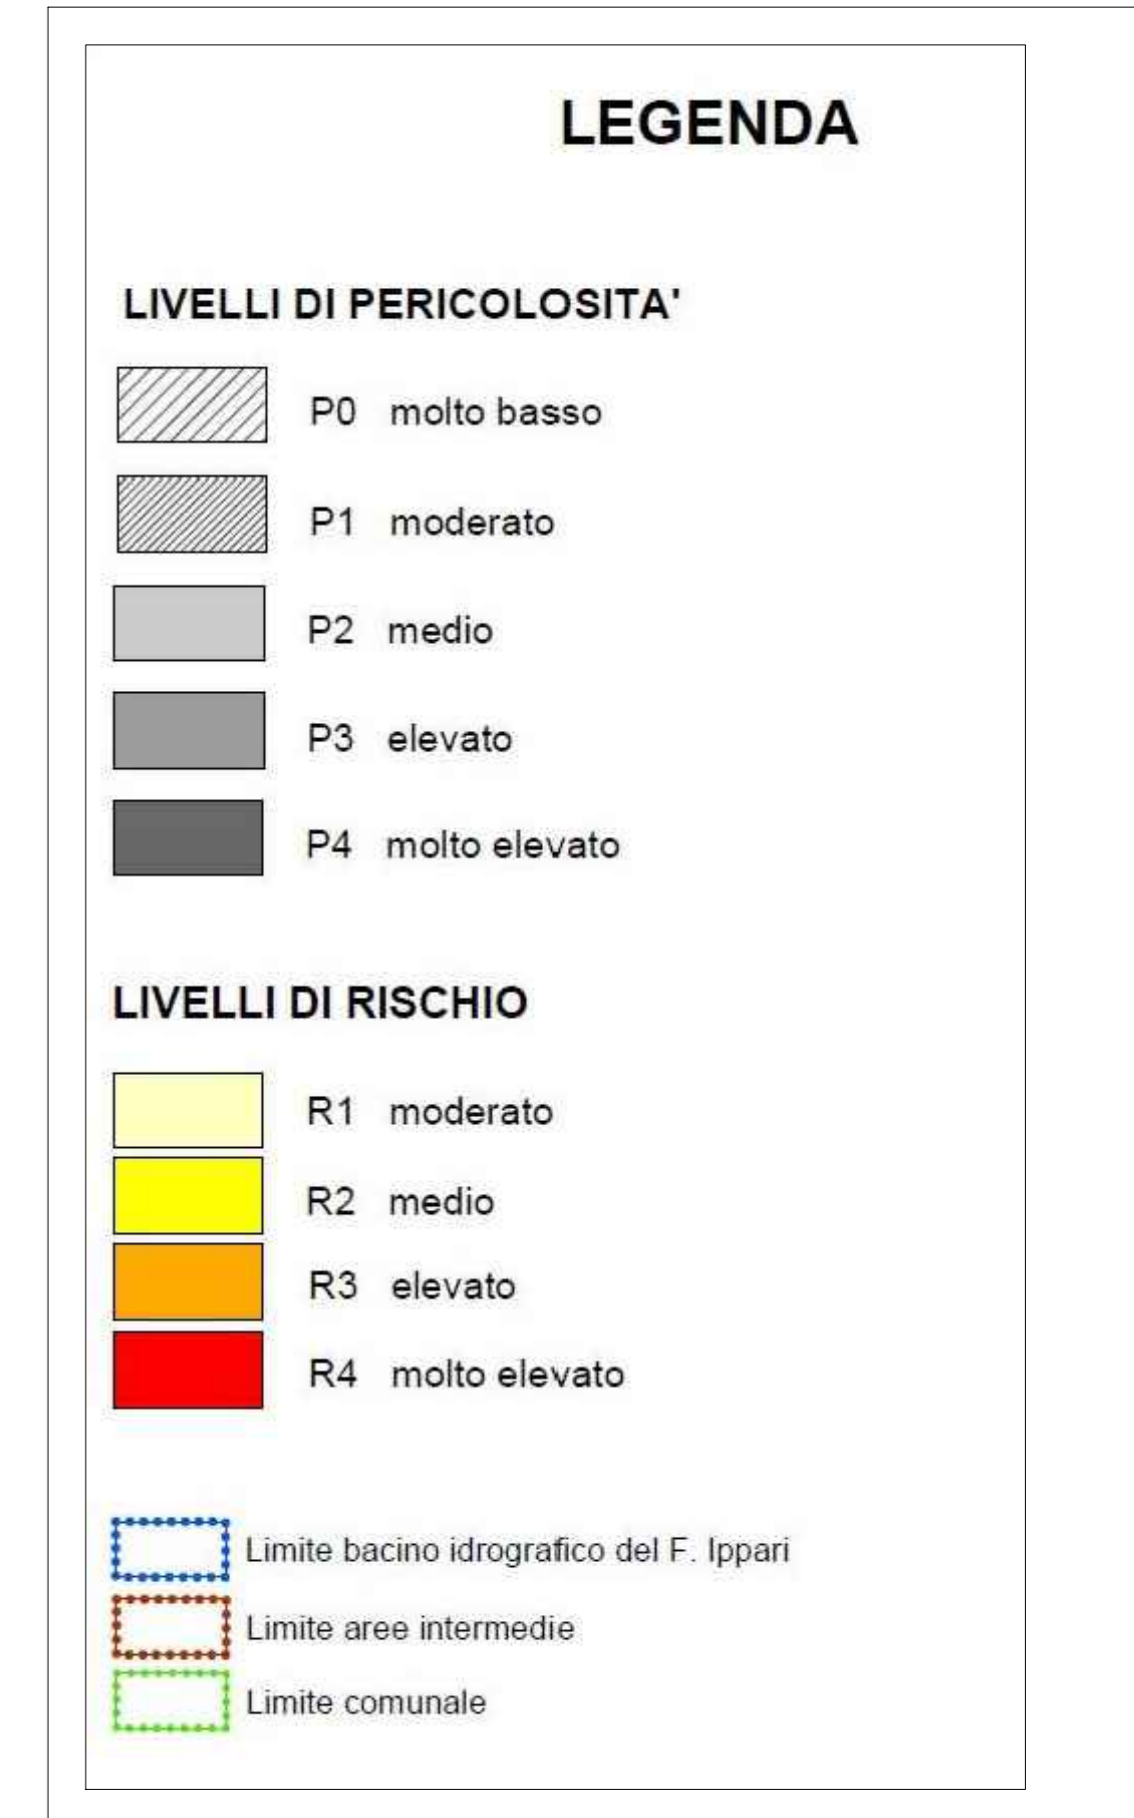 LEGENDA
LIVELLI DI PERICOLOSITA'
P0 molto basso
P1 moderato
P2 medio
P3 elevato
P4 molto elevato
LIVELLI DI RISCHIO
R1 moderato
R2 medio
R3 elevato
R4 molto elevato
Limite bacino idrografico del F. Ippari
Limite aree intermedie
Limite comunale